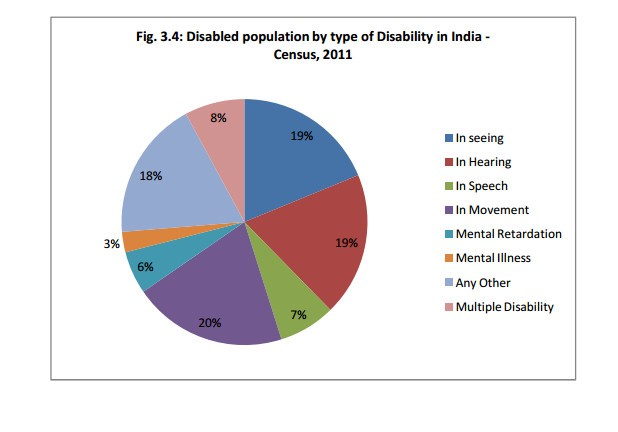 Fig. 3.4: Disabled population by type of Disability in India -
Census, 2011
8%
19%
18%
19%
3%
6%
7%
20%
In seeing
In Hearing
In Speech
In Movement
Mental Retardation
Mental Illness
Any Other
Multiple Disability